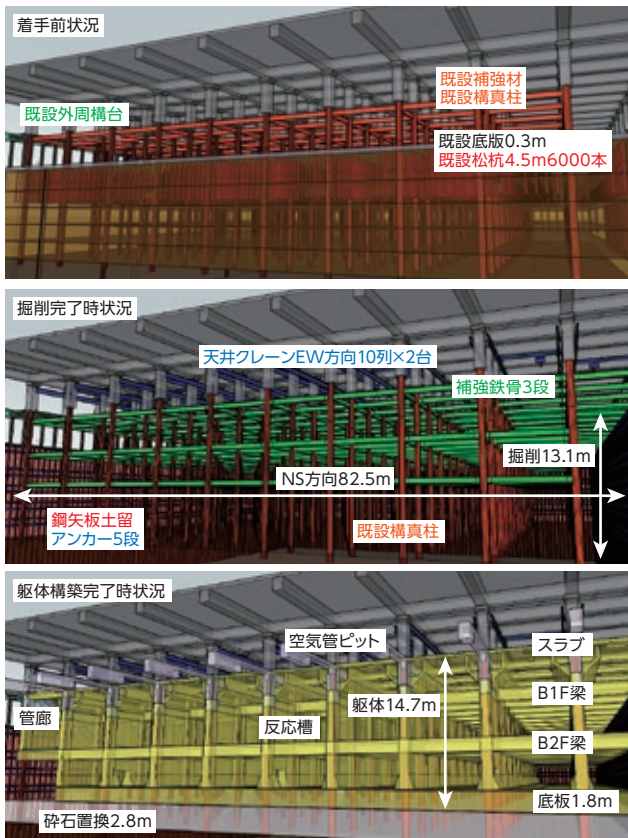 着手前状況
既設補強材
既設構真柱
既設外周構台
既設底版0.3m
既設松杭4.5m6000本
掘削完了時状況
天井クレーンEW方向10列×2台
補強鉄骨3段
掘削13.1m
NS方向82.5m
鋼矢板土留
アンカー5段
既設構真柱
躯体構築完了時状況
空気管ピット
スラブ
躯体14.7m
B1F梁
管廊
反応槽
B2F梁
底板1.8m
砕石置換2.8m